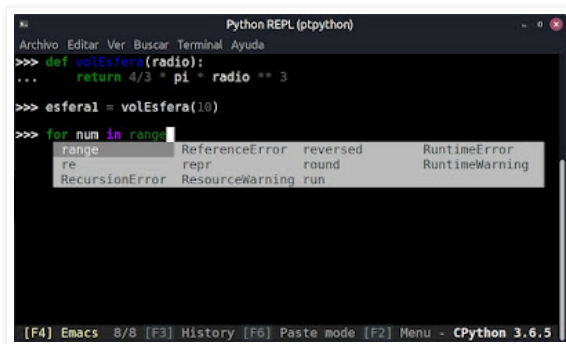 Python REPL (ptpython)
Archivo Editar Ver Buscar Terminal Ayuda
>>> def volEsfera(radio):
...     return 4/3 * pi * radio ** 3
>>> esfera1 = volEsfera(10)
>>> for num in range
range ReferenceError reversed RuntimeError
re repr round RuntimeWarning
RecursionError ResourceWarning run
[F4] Emacs 8/8 [F3] History [F6] Paste mode [F2] Menu - CPython 3.6.5